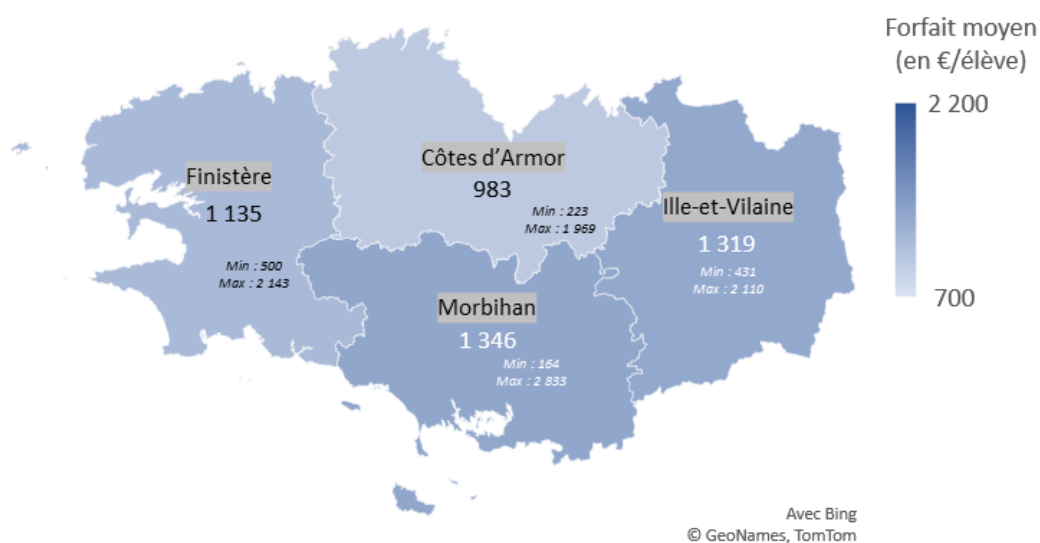 Forfait moyen
(en €/élève)
2 200
700
Côtes d'Armor
983
Min : 223
Max : 1 969
Finistère
1 135
Min : 500
Max : 2 143
Ille-et-Vilaine
1 319
Min : 431
Max : 2 110
Morbihan
1 346
Min : 164
Max : 2 833
Avec Bing
© GeoNames, TomTom